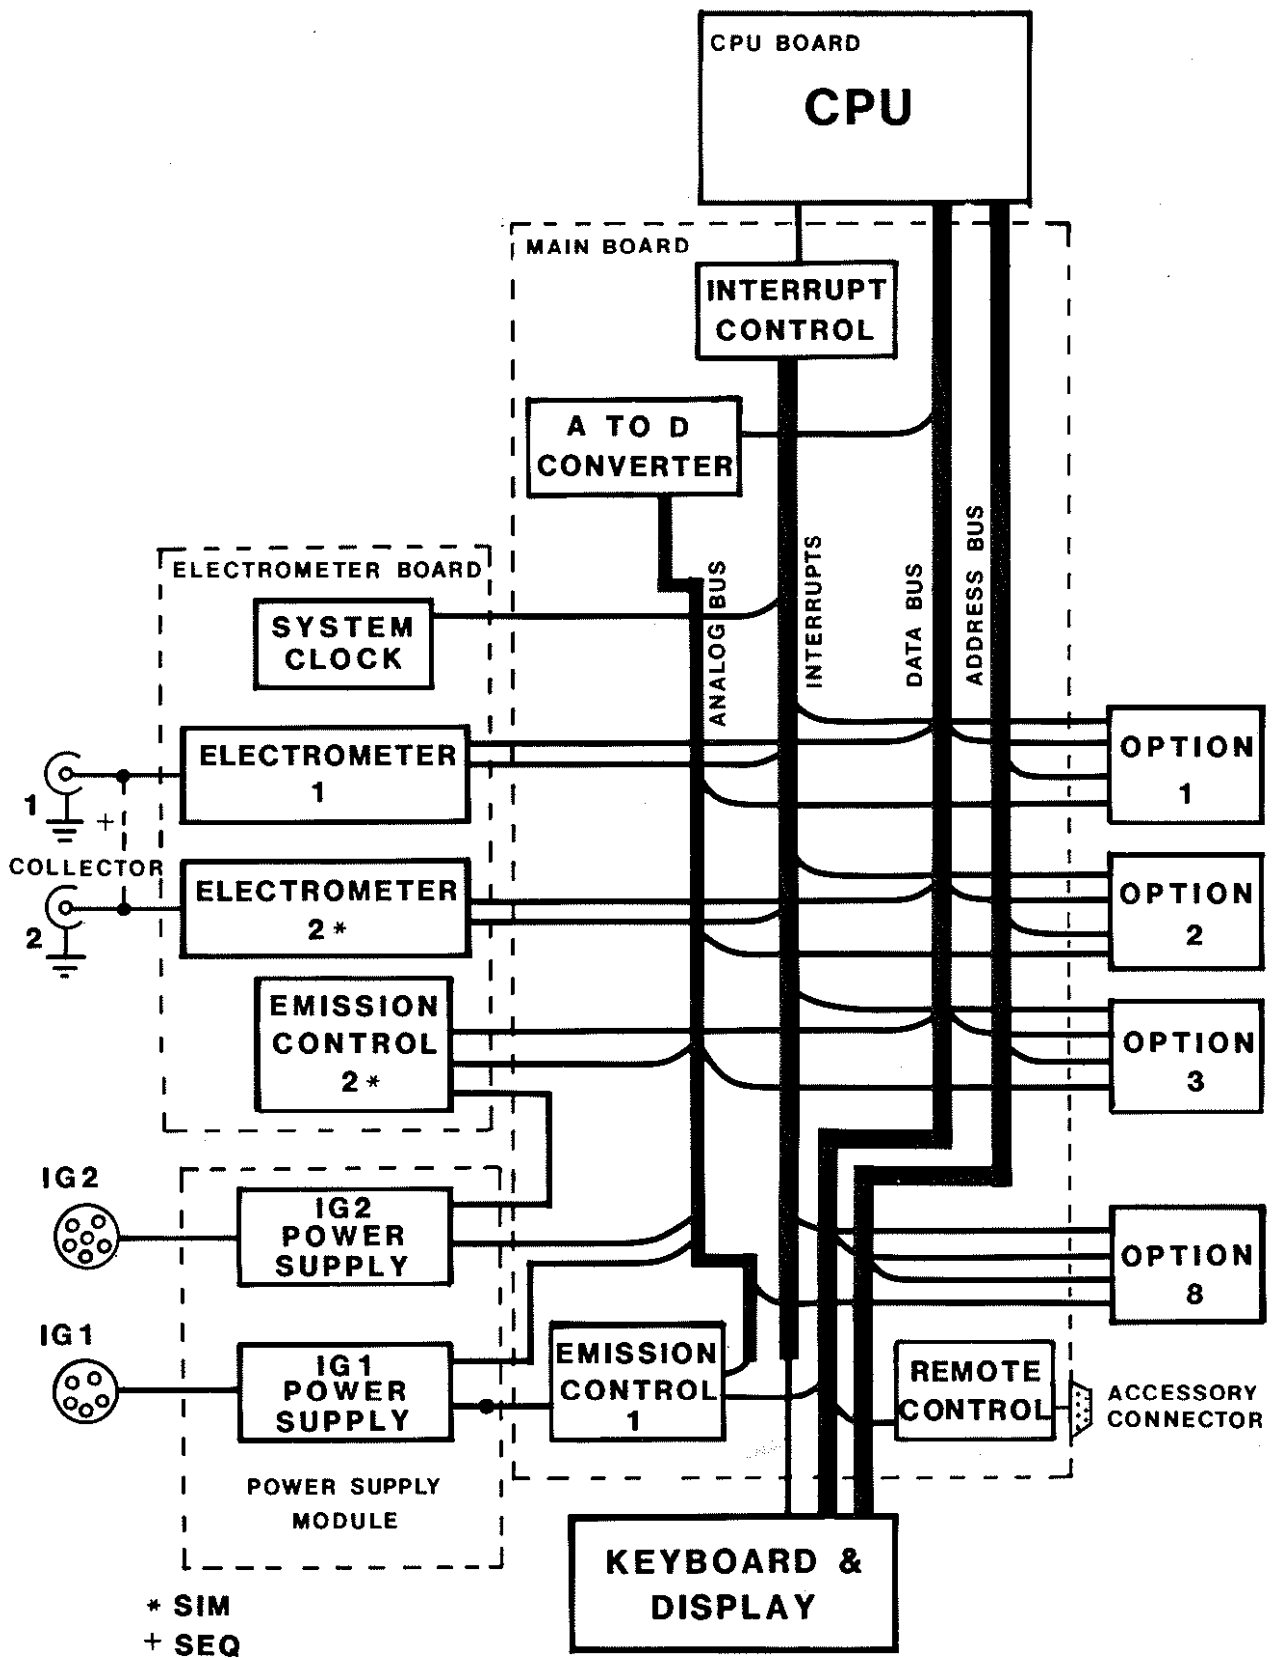 CPU BOARD
CPU
MAIN BOARD
INTERRUPT
CONTROL
A TO D
CONVERTER
ANALOG BUS
INTERRUPTS
DATA BUS
ADDRESS BUS
ELECTROMETER BOARD
SYSTEM
CLOCK
ELECTROMETER
1
1
+
COLLECTOR
ELECTROMETER
2 *
2
EMISSION
CONTROL
2 *
OPTION
1
OPTION
2
OPTION
3
OPTION
8
IG2
IG2
POWER
SUPPLY
IG1
IG1
POWER
SUPPLY
EMISSION
CONTROL
1
REMOTE
CONTROL
ACCESSORY
CONNECTOR
POWER SUPPLY
MODULE
KEYBOARD &
DISPLAY
* SIM
+ SEQ